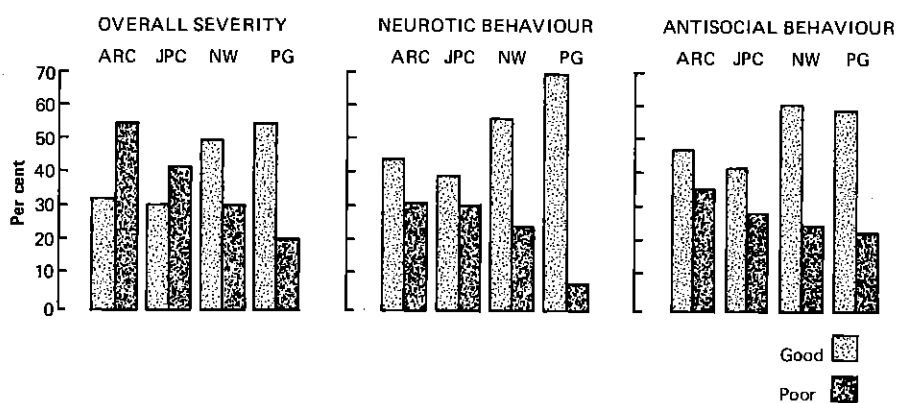 OVERALL SEVERITY
NEUROTIC BEHAVIOUR
ANTISOCIAL BEHAVIOUR
ARC JPC NW PG
ARC JPC NW PG
ARC JPC NW PG
Per cent
70
60
50
40
30
20
10
0
Good
Poor